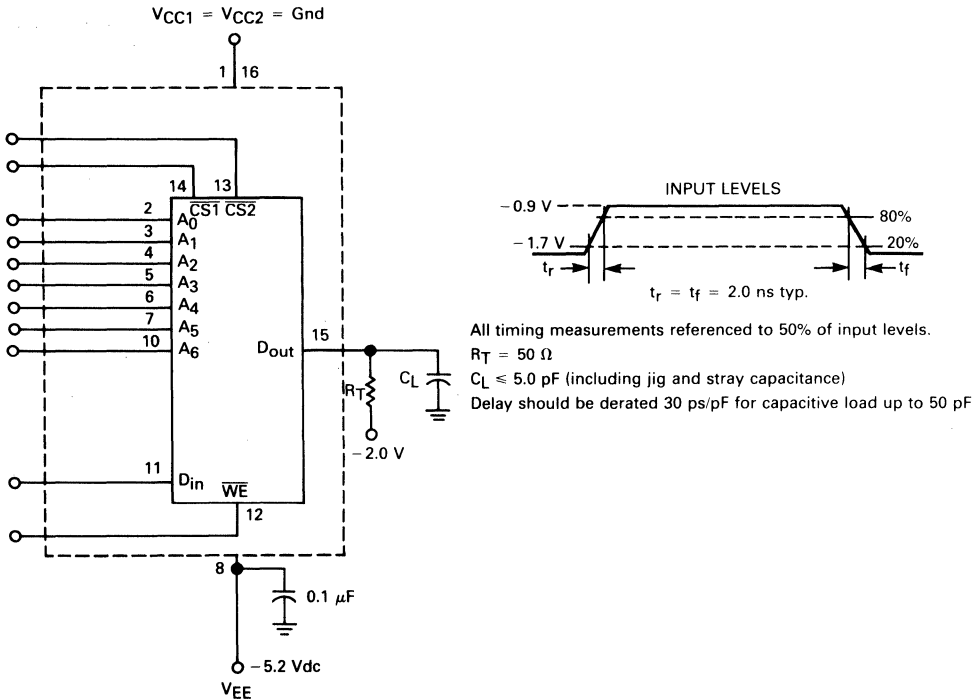 VCC1 = VCC2 = Gnd
1 16
14 13
CS1 CS2
2 A0
3 A1
4 A2
5 A3
6 A4
7 A5
10 A6
Dout 15
RT
CL
−2.0 V
11 Din
WE
12
8
0.1 μF
−5.2 Vdc
VEE
INPUT LEVELS
−0.9 V
80%
−1.7 V
20%
tr
tf
tr = tf = 2.0 ns typ.
All timing measurements referenced to 50% of input levels.
RT = 50 Ω
CL ≤ 5.0 pF (including jig and stray capacitance)
Delay should be derated 30 ps/pF for capacitive load up to 50 pF